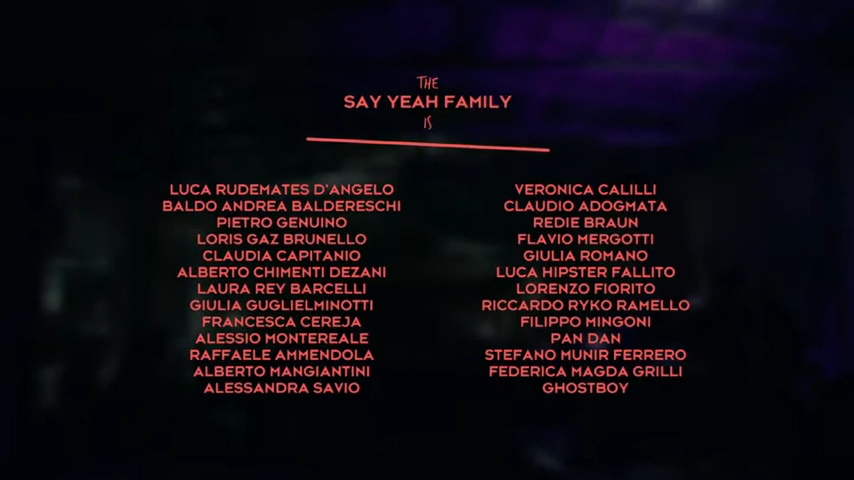 THE
SAY YEAH FAMILY
IS
LUCA RUDEMATES D'ANGELO
BALDO ANDREA BALDERESCHI
PIETRO GENUINO
LORIS GAZ BRUNELLO
CLAUDIA CAPITANIO
ALBERTO CHIMENTI DEZANI
LAURA REY BARCELLI
GIULIA GUGLIELMINOTTI
FRANCESCA CEREJA
ALESSIO MONTEREALE
RAFFAELE AMMENDOLA
ALBERTO MANGIANTINI
ALESSANDRA SAVIO
VERONICA CALILLI
CLAUDIO ADOGMATA
REDIE BRAUN
FLAVIO MERGOTTI
GIULIA ROMANO
LUCA HIPSTER FALLITO
LORENZO FIORITO
RICCARDO RYKO RAMELLO
FILIPPO MINGONI
PAN DAN
STEFANO MUNIR FERRERO
FEDERICA MAGDA GRILLI
GHOSTBOY